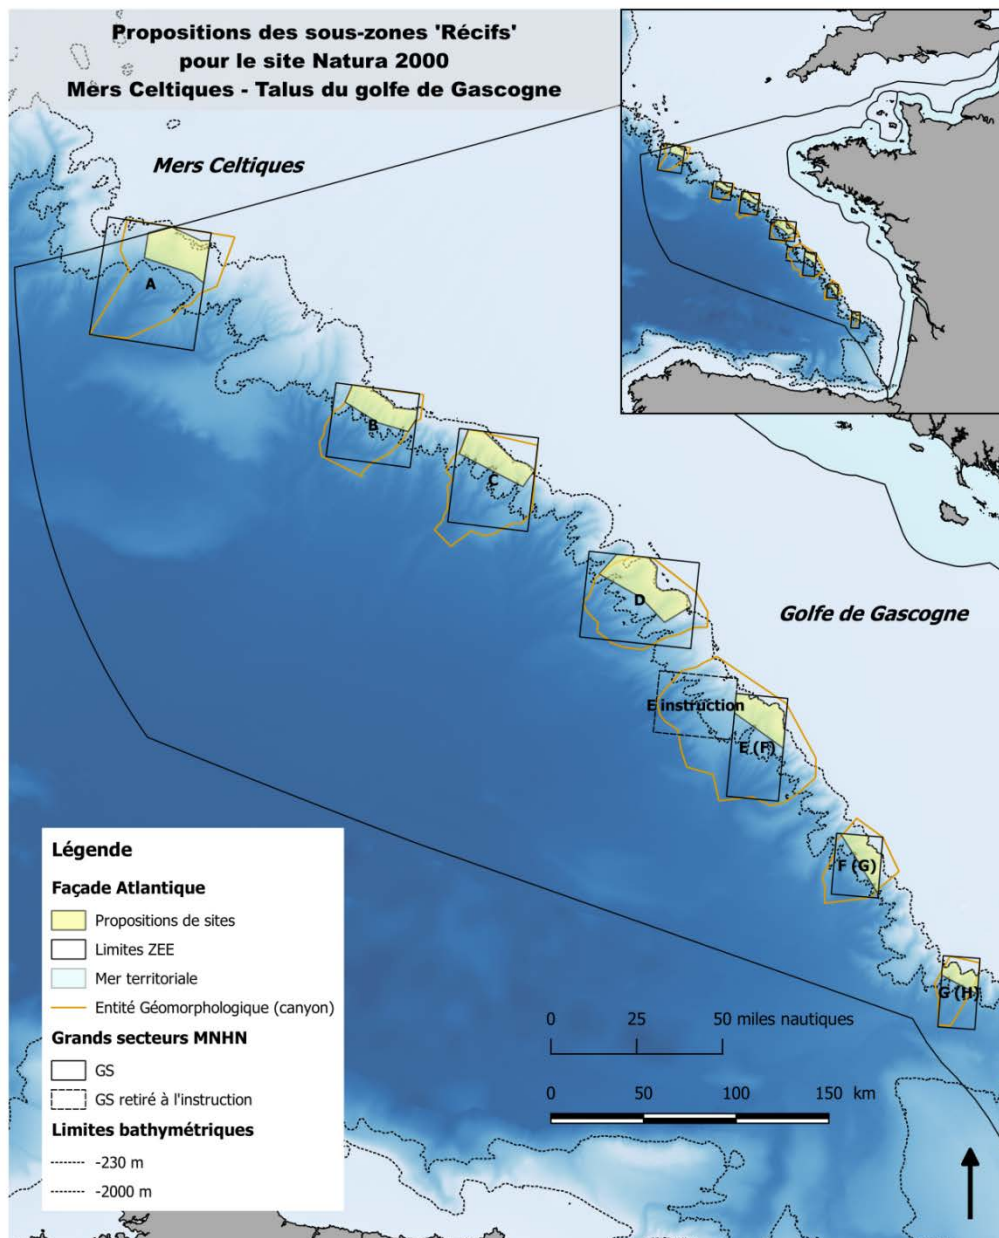 Propositions des sous-zones 'Récifs'
pour le site Natura 2000
Mers Celtiques - Talus du golfe de Gascogne
Mers Celtiques
A
B
C
D
Golfe de Gascogne
E instruction
E (F)
F (G)
G (H)
Légende
Façade Atlantique
Propositions de sites
Limites ZEE
Mer territoriale
Entité Géomorphologique (canyon)
Grands secteurs MNHN
GS
GS retiré à l'instruction
Limites bathymétriques
-230 m
-2000 m
0 25 50 miles nautiques
0 50 100 150 km